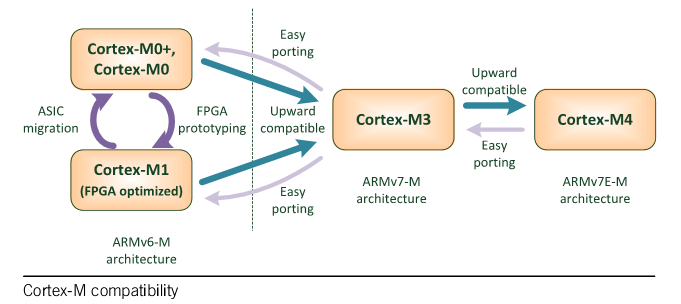 Cortex-M0+,
Cortex-M0
Easy
porting
ASIC
migration
FPGA
prototyping
Upward
compatible
Cortex-M1
(FPGA optimized)
Easy
porting
ARMv6-M
architecture
Cortex-M3
ARMv7-M
architecture
Upward
compatible
Easy
porting
Cortex-M4
ARMv7E-M
architecture
Cortex-M compatibility